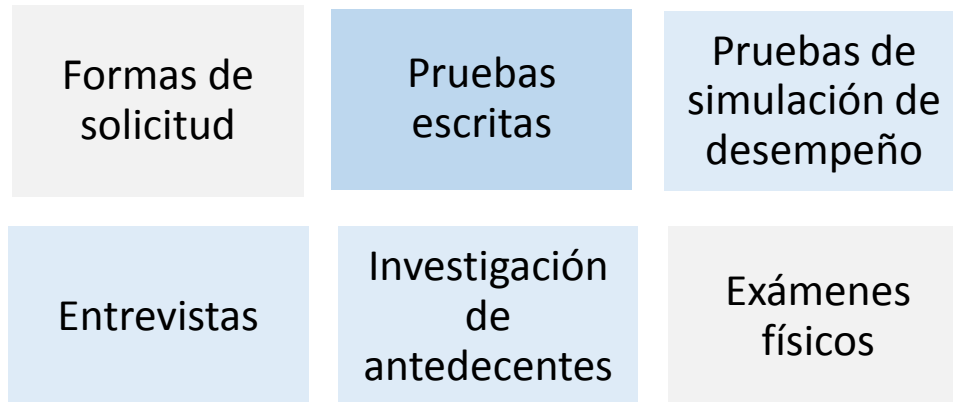 Formas de
solicitud
Pruebas
escritas
Pruebas de
simulación de
desempeño
Entrevistas
Investigación
de
antedecentes
Exámenes
físicos